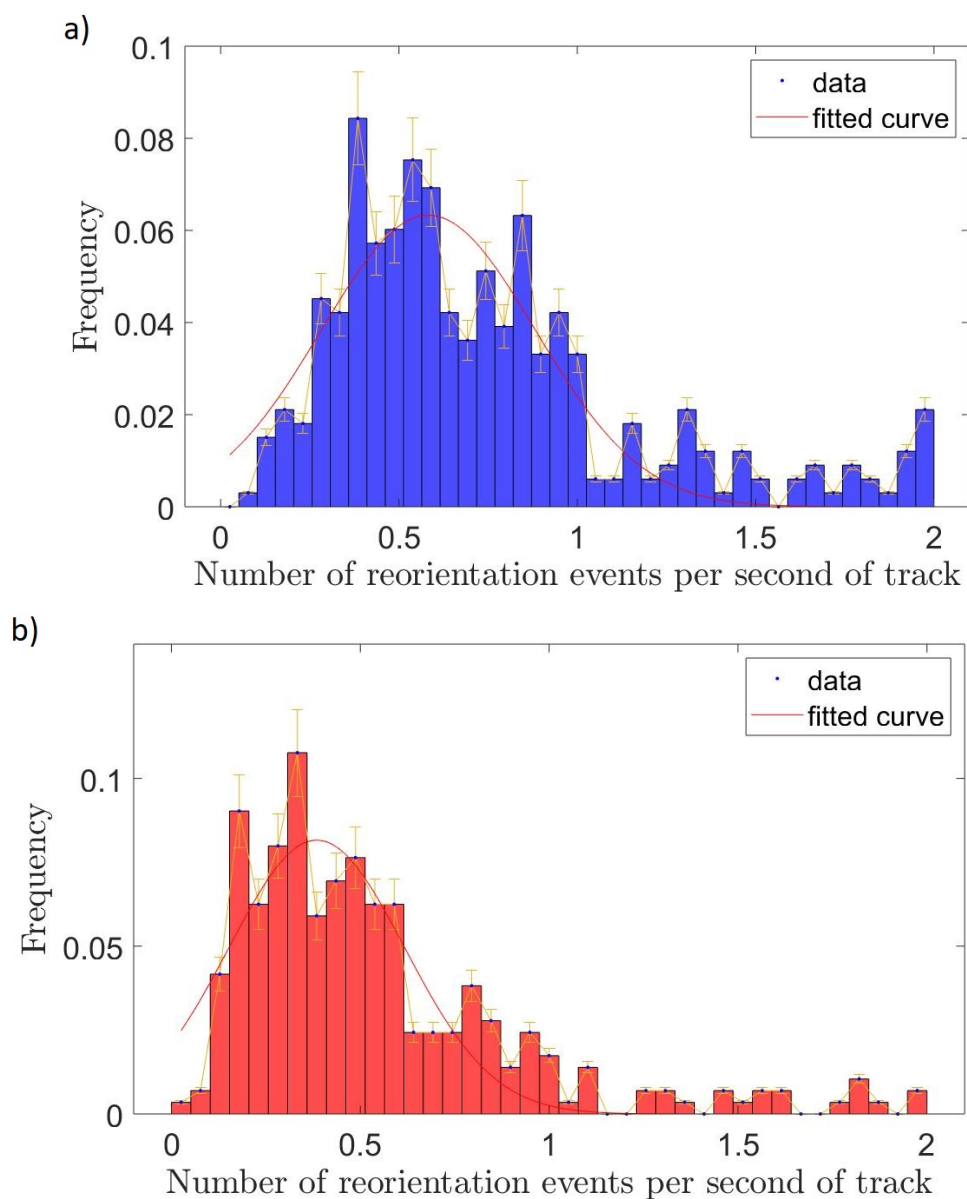 a)
0.1
0.08
0.06
0.04
0.02
0
Frequency
data
fitted curve
0 0.5 1 1.5 2
Number of reorientation events per second of track
b)
0.1
0.05
0
Frequency
data
fitted curve
0 0.5 1 1.5 2
Number of reorientation events per second of track